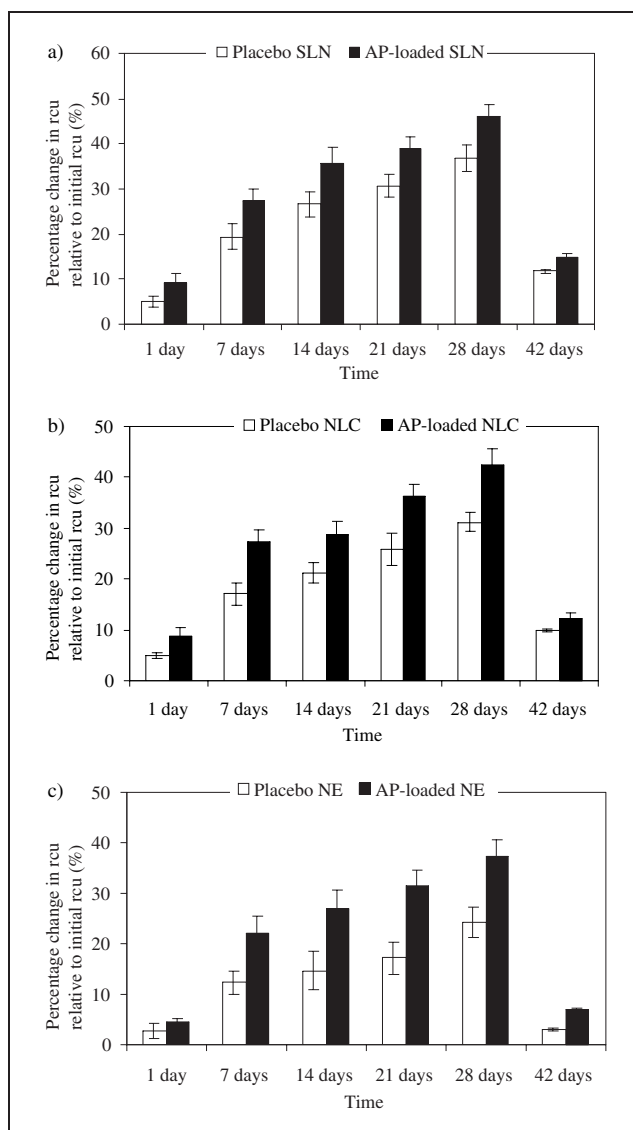 a)
Placebo SLN AP-loaded SLN
Percentage change in rcu
relative to initial rcu (%)
60
50
40
30
20
10
0
1 day 7 days 14 days 21 days 28 days 42 days
Time
b)
Placebo NLC AP-loaded NLC
Percentage change in rcu
relative to initial rcu (%)
50
40
30
20
10
0
1 day 7 days 14 days 21 days 28 days 42 days
Time
c)
Placebo NE AP-loaded NE
Percentage change in rcu
relative to initial rcu (%)
50
40
30
20
10
0
1 day 7 days 14 days 21 days 28 days 42 days
Time